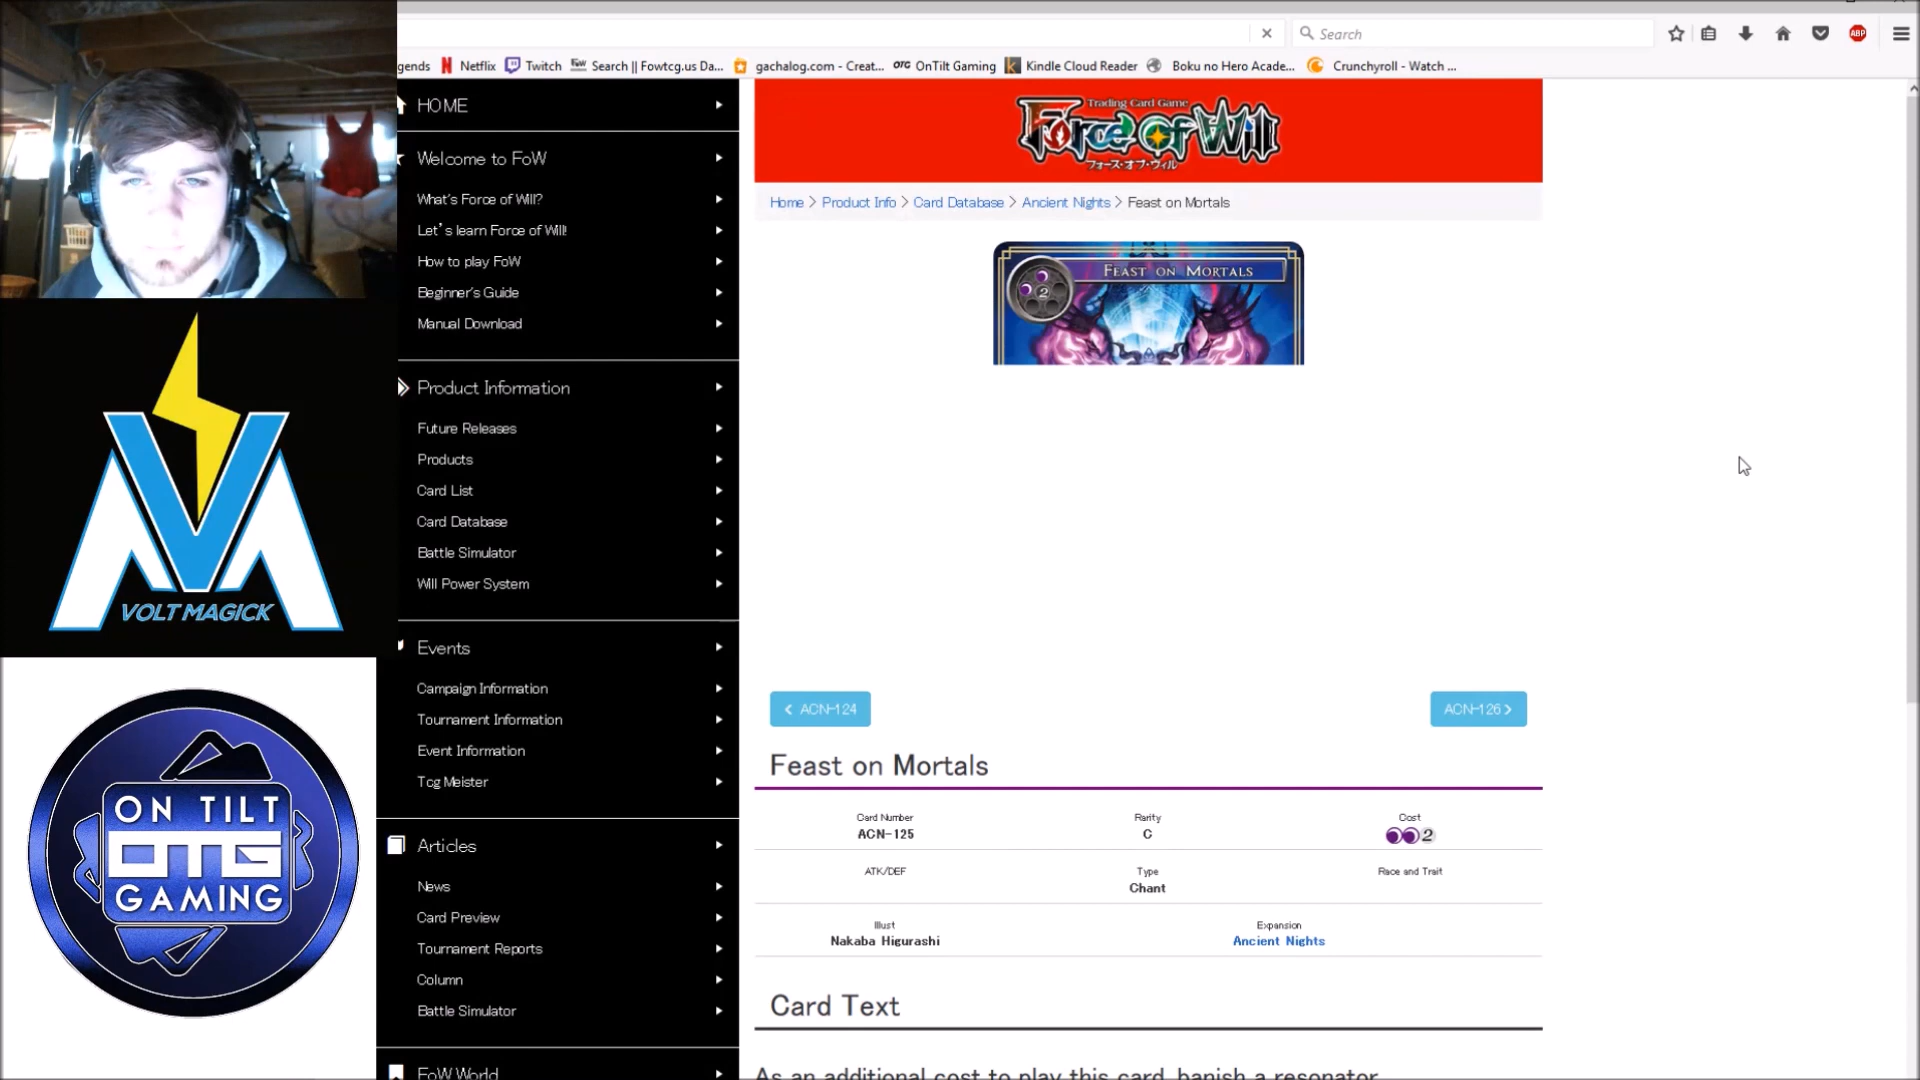 Search
gends
Netflix
Twitch
Search || Fowtcg.us Da...
gachalog.com - Creat...
OTG OnTilt Gaming
Kindle Cloud Reader
Boku no Hero Acade...
Crunchyroll - Watch ...
ABP
VOLT MAGICK
ON TILT
OTG
GAMING
HOME
Welcome to FoW
What's Force of Will?
Let's learn Force of Will!
How to play FoW
Beginner's Guide
Manual Download
Product Information
Future Releases
Products
Card List
Card Database
Battle Simulator
Will Power System
Events
Campaign Information
Tournament Information
Event Information
Tcg Meister
Articles
News
Card Preview
Tournament Reports
Column
Battle Simulator
FoW World
Trading Card Game
Force of Will
フォース・オブ・ウィル
Home > Product Info > Card Database > Ancient Nights > Feast on Mortals
FEAST ON MORTALS
2
< ACN-124
ACN-126 >
Feast on Mortals
Card Number
ACN-125
Rarity
C
Cost
2
ATK/DEF
Type
Chant
Race and Trait
Illust
Nakaba Higurashi
Expansion
Ancient Nights
Card Text
As an additional cost to play this card, banish a resonator.